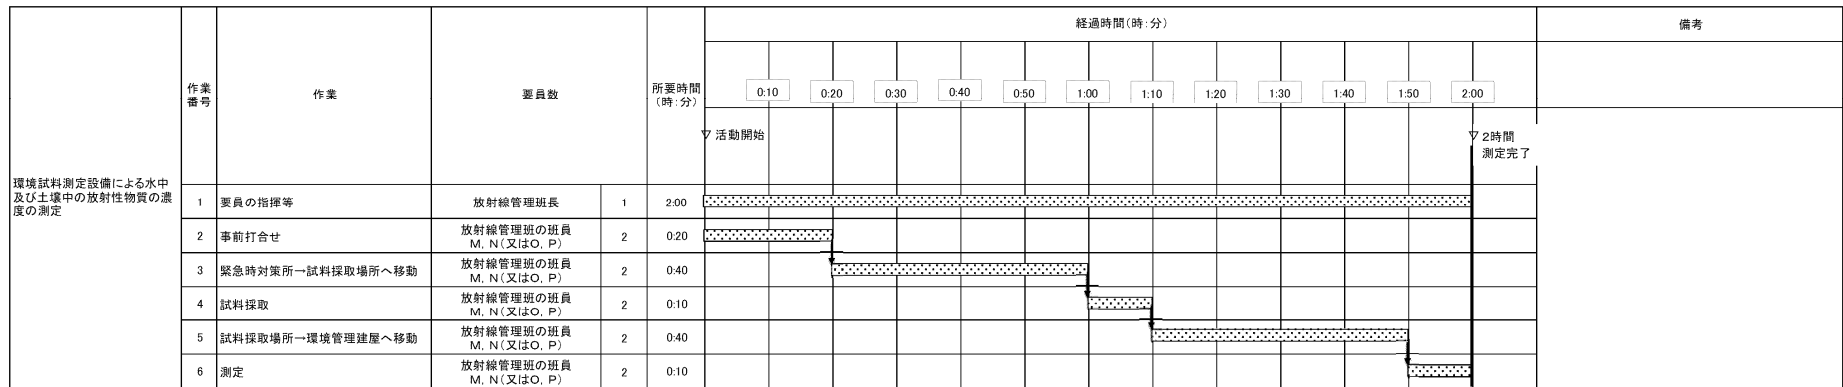 経過時間(時:分)
備考
作業
番号
作業
要員数
所要時間
(時:分)
0:10
0:20
0:30
0:40
0:50
1:00
1:10
1:20
1:30
1:40
1:50
2:00
▽ 活動開始
▽ 2時間
測定完了
環境試料測定設備による水中
及び土壌中の放射性物質の濃
度の測定
1 要員の指揮等 放射線管理班長 1 2:00
2 事前打合せ 放射線管理班の班員 2 0:20
M, N(又はO, P)
3 緊急時対策所→試料採取場所へ移動 放射線管理班の班員 2 0:40
M, N(又はO, P)
4 試料採取 放射線管理班の班員 2 0:10
M, N(又はO, P)
5 試料採取場所→環境管理建屋へ移動 放射線管理班の班員 2 0:40
M, N(又はO, P)
6 測定 放射線管理班の班員 2 0:10
M, N(又はO, P)